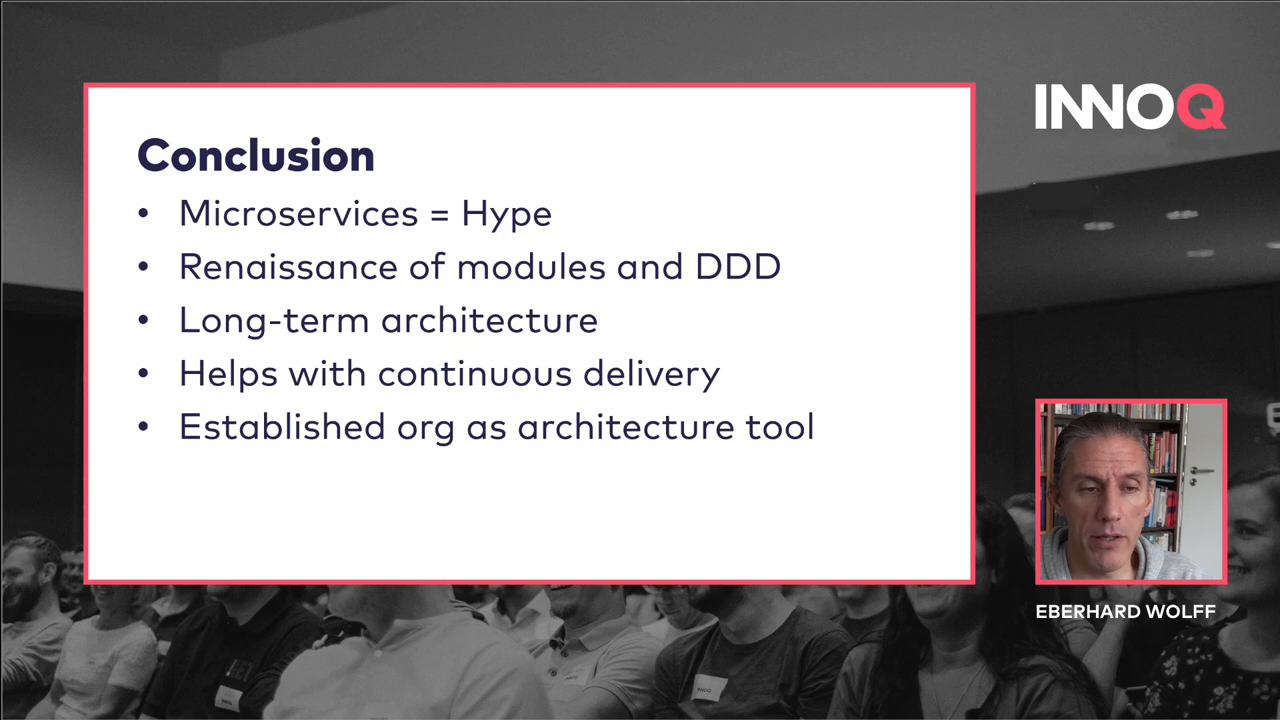 INNOQ
Conclusion
• Microservices = Hype
• Renaissance of modules and DDD
• Long-term architecture
• Helps with continuous delivery
• Established org as architecture tool
EBERHARD WOLFF
INNOQ